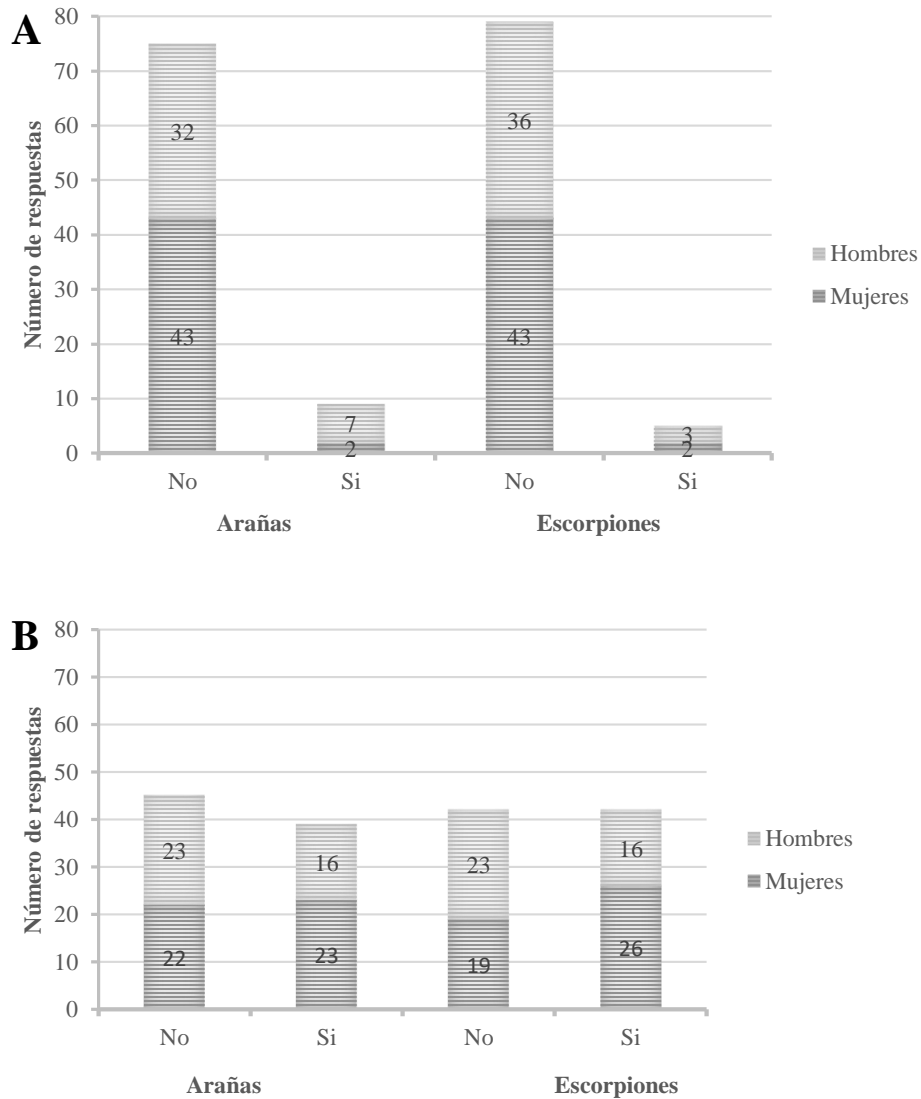 A
80
70
60
50
40
30
20
10
0
Número de respuestas
32
43
7
2
36
43
3
2
No
Si
No
Si
Arañas
Escorpiones
Hombres
Mujeres
B
80
70
60
50
40
30
20
10
0
Número de respuestas
23
22
16
23
23
19
16
26
No
Si
No
Si
Arañas
Escorpiones
Hombres
Mujeres